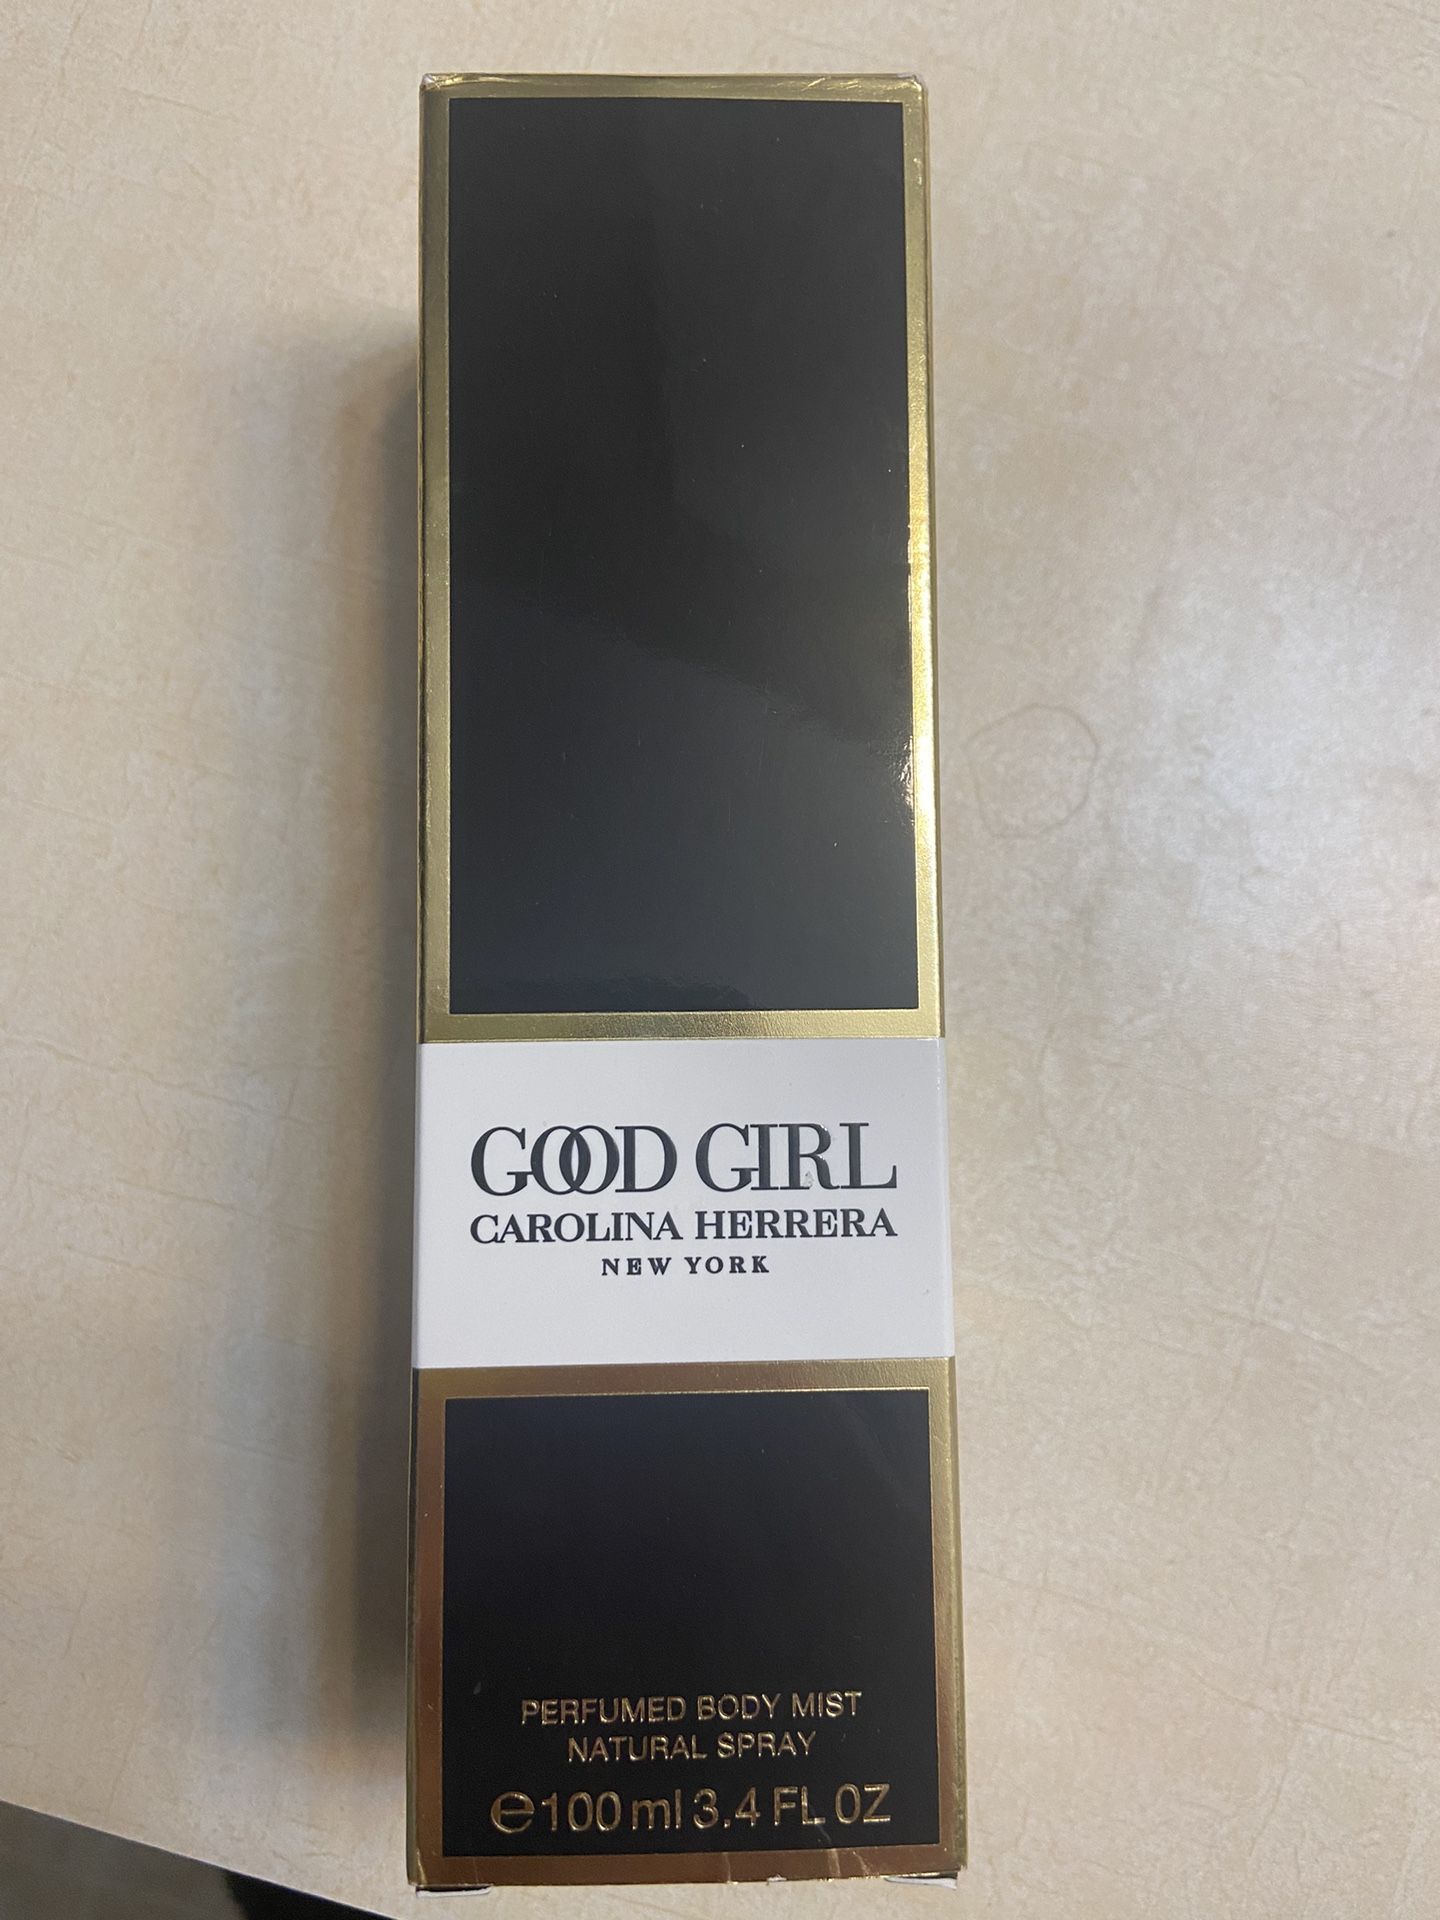 GOOD GIRL
CAROLINA HERRERA
NEW YORK
PERFUMED BODY MIST
NATURAL SPRAY
℮100 ml 3.4 FL OZ